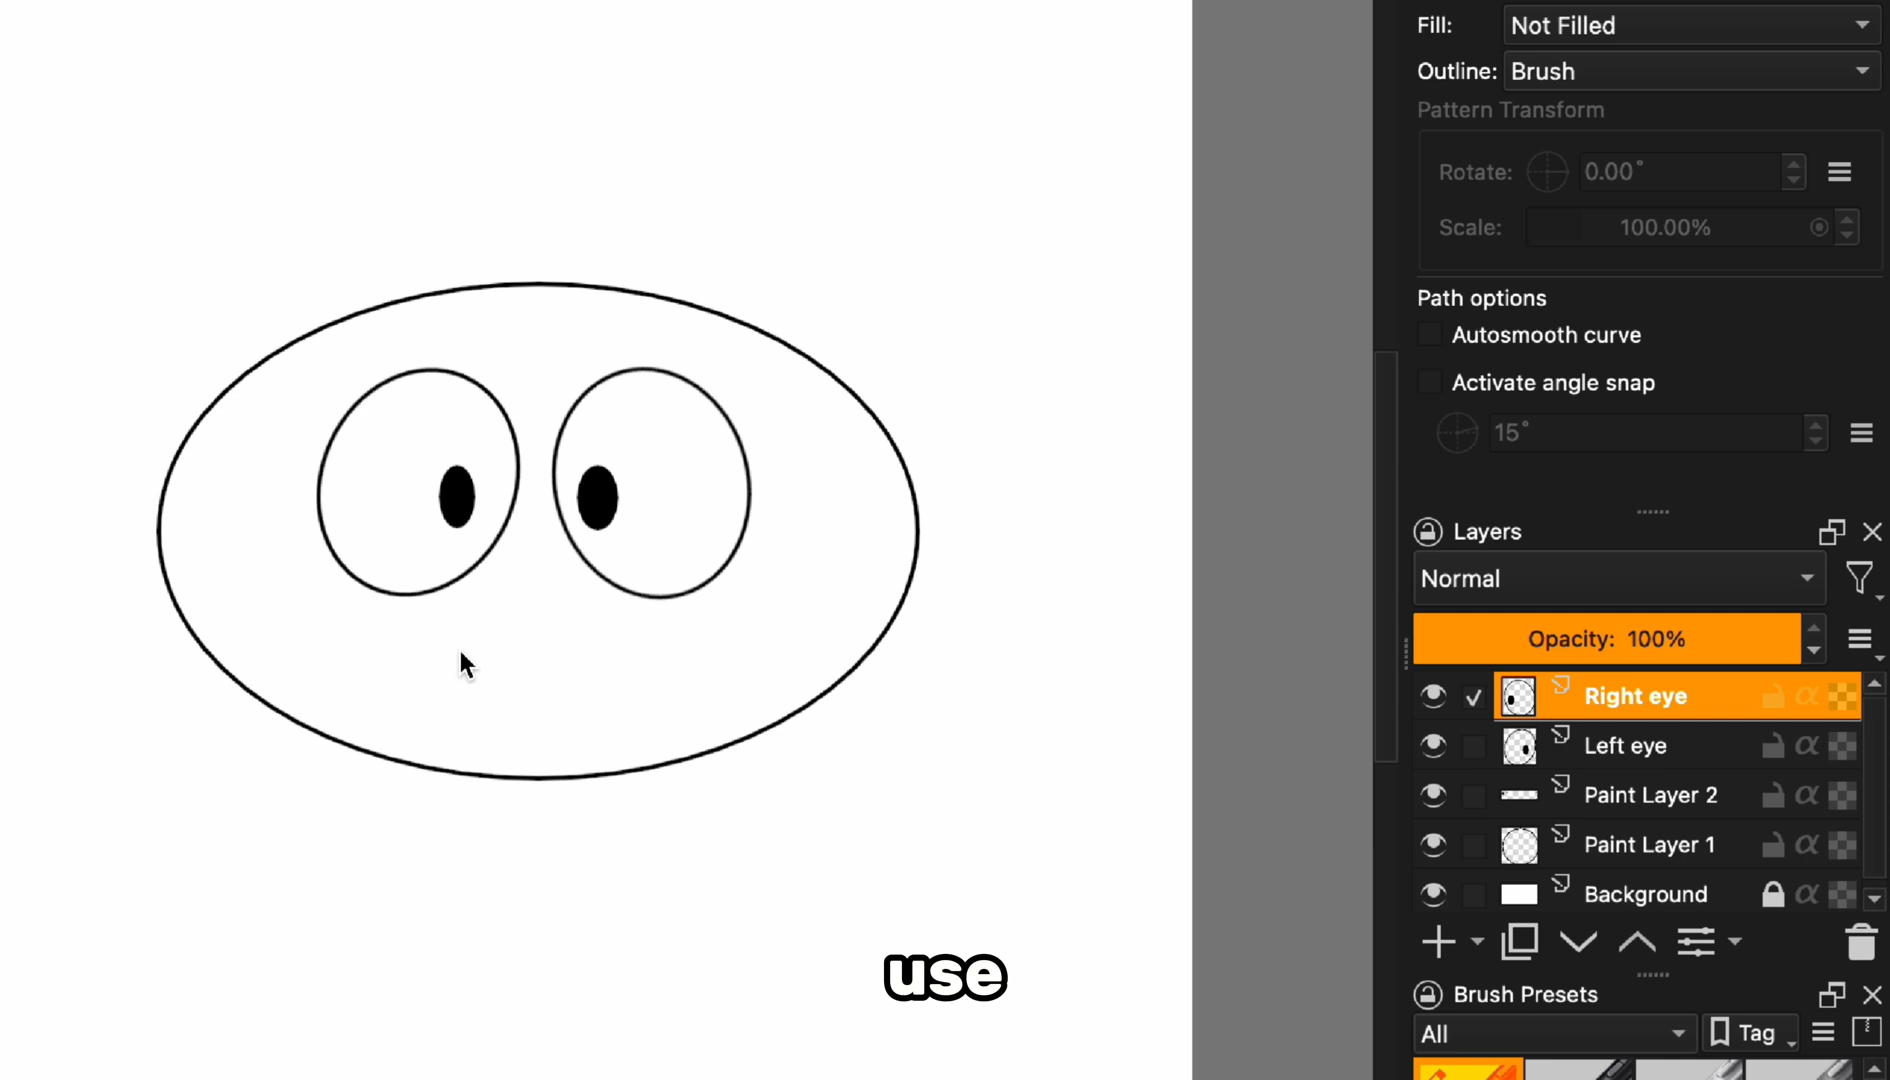 Fill: Not Filled
Outline: Brush
Pattern Transform
Rotate: 0.00°
Scale: 100.00%
Path options
Autosmooth curve
Activate angle snap
15°
Layers
Normal
Opacity: 100%
Right eye
Left eye
Paint Layer 2
Paint Layer 1
Background
use
Brush Presets
All Tag